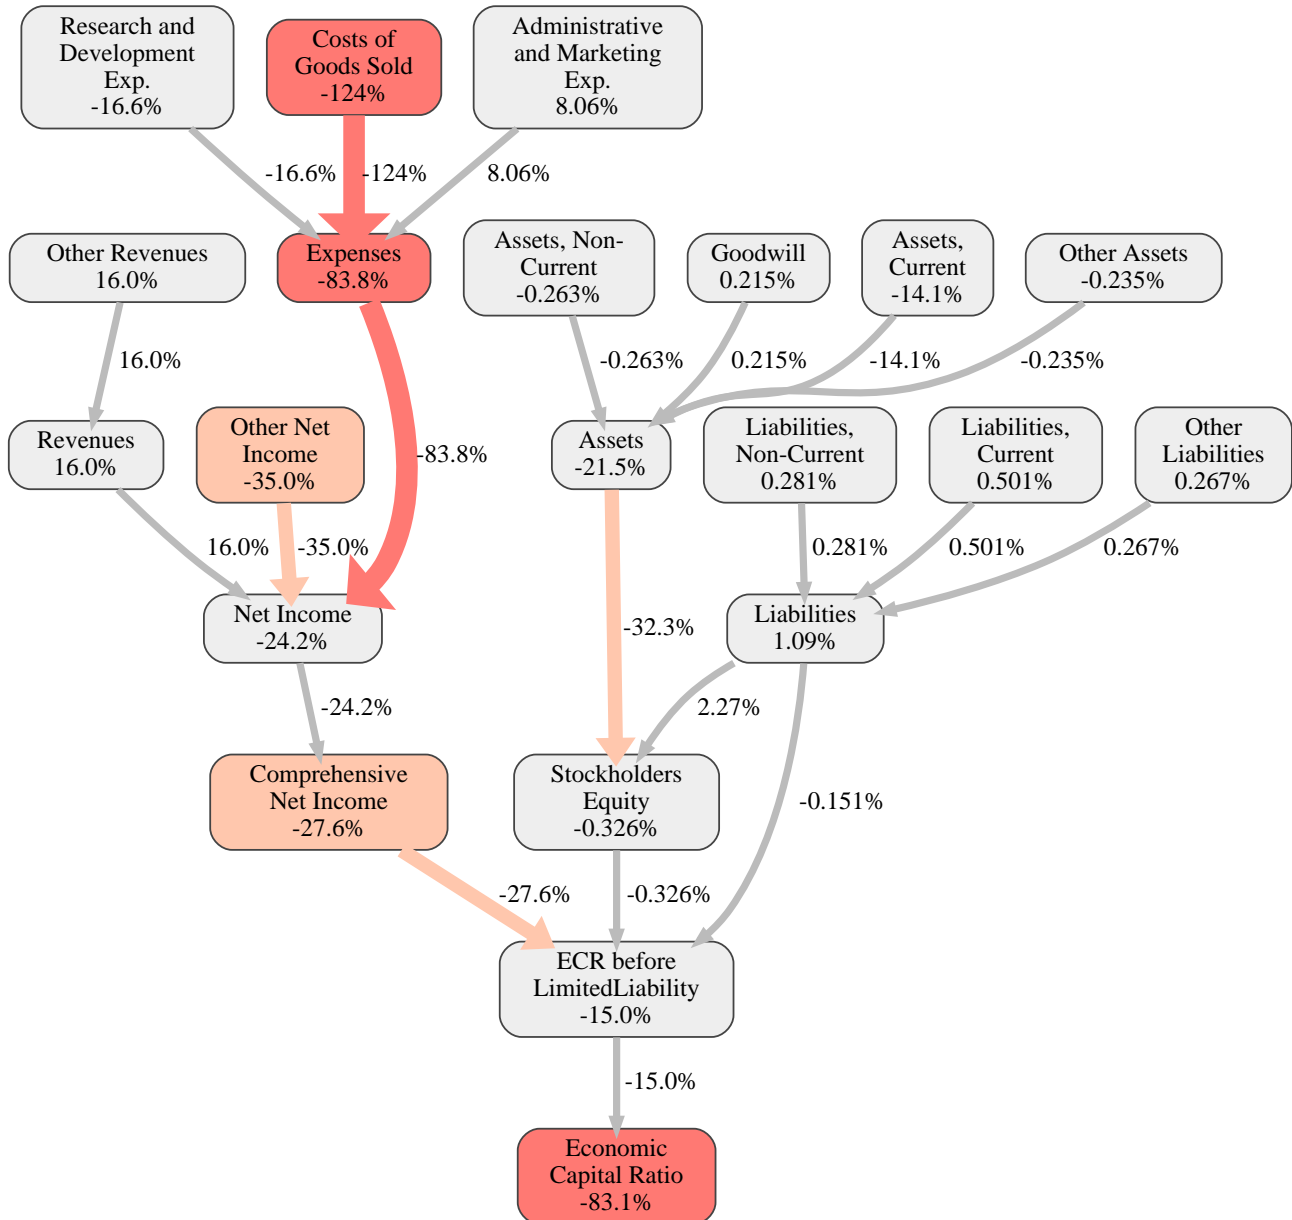 Research and
Development
Exp.
-16.6%
Costs of
Goods Sold
-124%
Administrative
and Marketing
Exp.
8.06%
-16.6%
-124%
8.06%
Other Revenues
16.0%
Expenses
-83.8%
Assets, Non-
Current
-0.263%
Goodwill
0.215%
Assets,
Current
-14.1%
Other Assets
-0.235%
16.0%
-0.263%
0.215%
-14.1%
-0.235%
Revenues
16.0%
Other Net
Income
-35.0%
-83.8%
Assets
-21.5%
Liabilities,
Non-Current
0.281%
Liabilities,
Current
0.501%
Other
Liabilities
0.267%
16.0%
-35.0%
0.281%
0.501%
0.267%
Net Income
-24.2%
-32.3%
Liabilities
1.09%
-24.2%
2.27%
Comprehensive
Net Income
-27.6%
Stockholders
Equity
-0.326%
-0.151%
-27.6%
-0.326%
ECR before
LimitedLiability
-15.0%
-15.0%
Economic
Capital Ratio
-83.1%